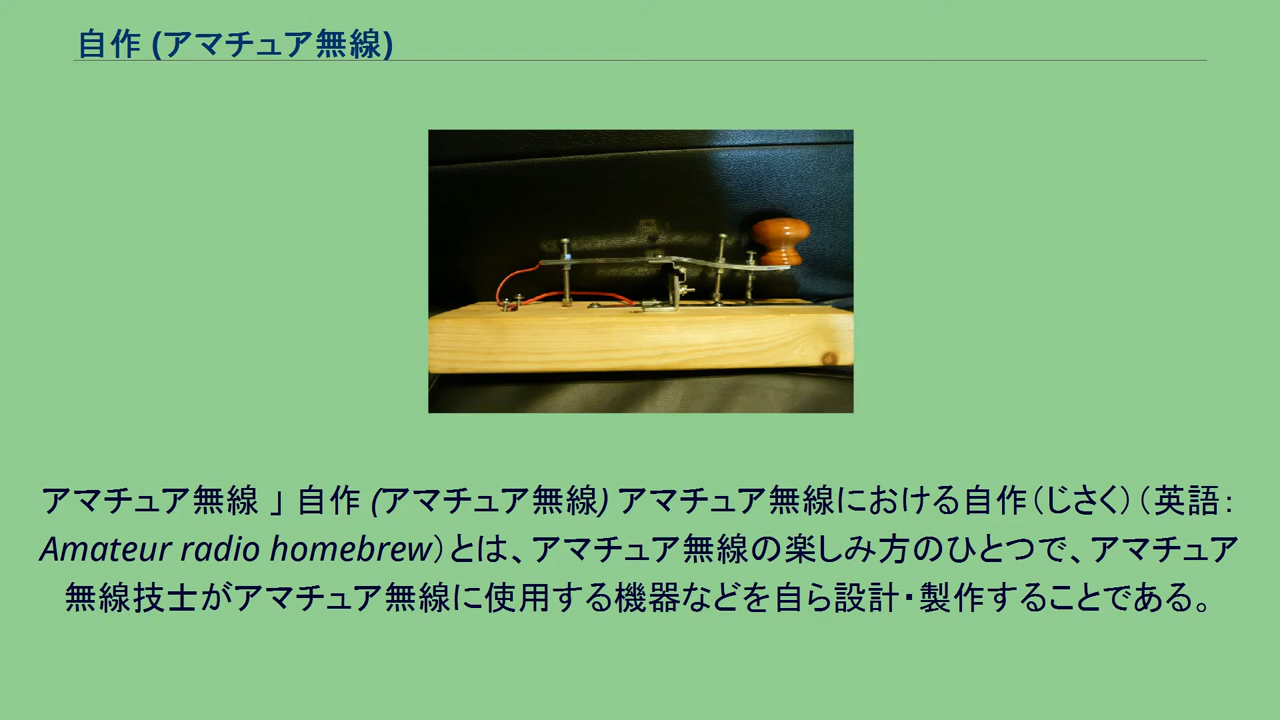 自作 (アマチュア無線)
アマチュア無線 」 自作 (アマチュア無線) アマチュア無線における自作（じさく）（英語：
Amateur radio homebrew）とは、アマチュア無線の楽しみ方のひとつで、アマチュア
無線技士がアマチュア無線に使用する機器などを自ら設計・製作することである。